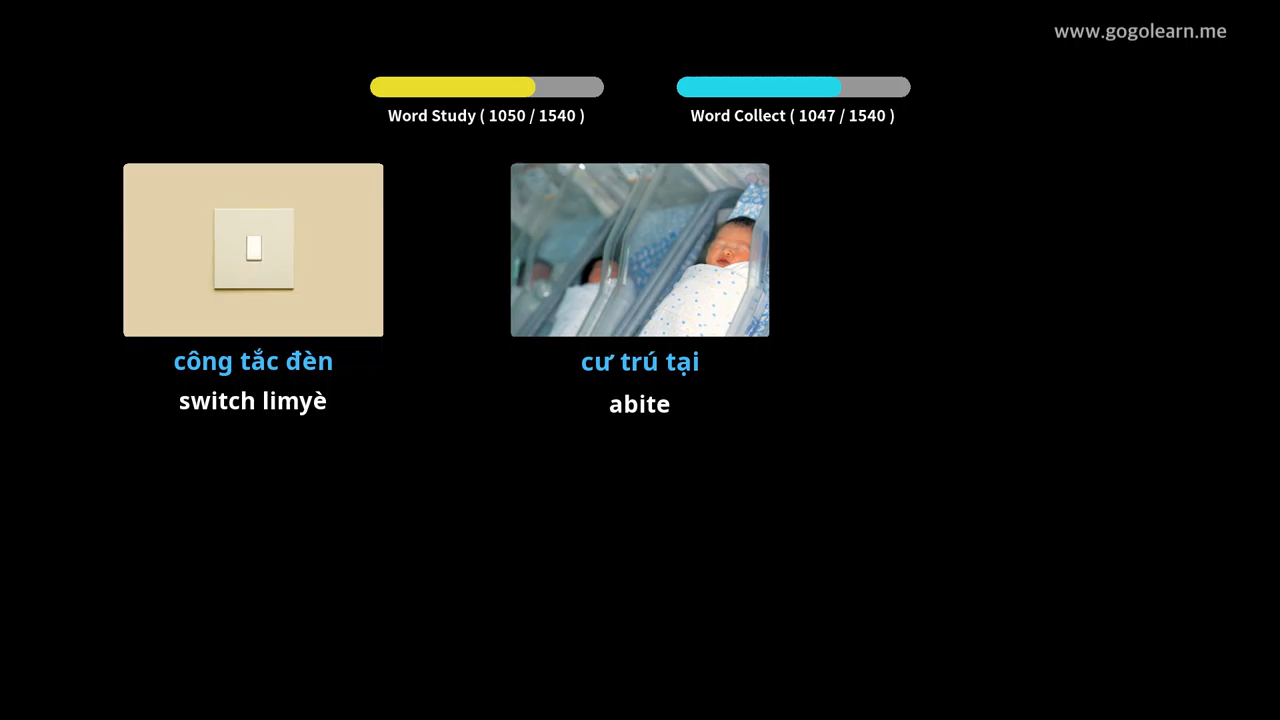 www.gogolearn.me
Word Study ( 1050 / 1540 )
Word Collect ( 1047 / 1540 )
công tắc đèn
switch limyè
cư trú tại
abite